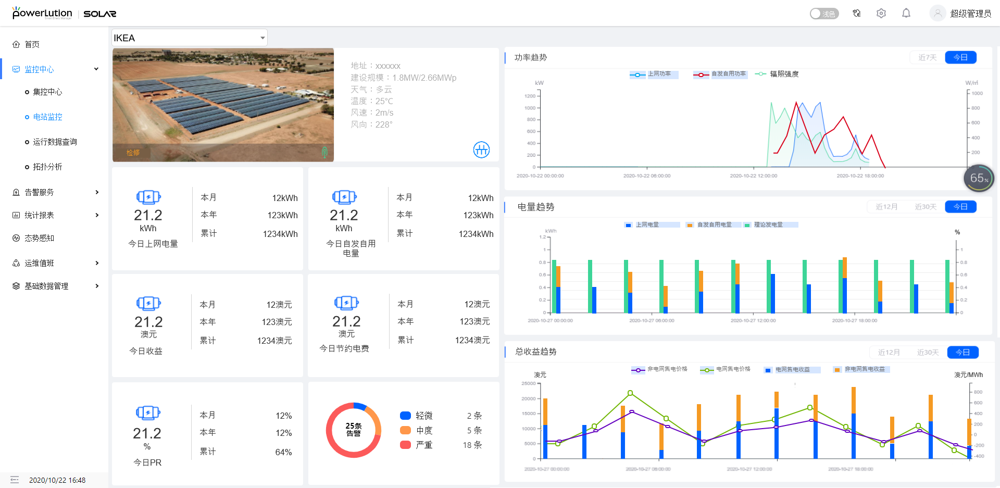 powerLution SOLAR
浅色
超级管理员
首页
监控中心
集控中心
电站监控
运行数据查询
拓扑分析
告警服务
统计报表
态势感知
运维值班
基础数据管理
2020/10/22 16:48
IKEA
检修
地址：xxxxxx
建设规模：1.8MW/2.66MWp
天气：多云
温度：25°C
风速：2m/s
风向：228°
21.2
kWh
今日上网电量
本月 12kWh
本年 123kWh
累计 1234kWh
21.2
kWh
今日自发自用
电量
本月 12kWh
本年 123kWh
累计 1234kWh
21.2
澳元
今日收益
本月 12澳元
本年 123澳元
累计 1234澳元
21.2
澳元
今日节约电费
本月 12澳元
本年 123澳元
累计 1234澳元
21.2
%
今日PR
本月 12%
本年 12%
累计 64%
25条
告警
轻微 2 条
中度 5 条
严重 18 条
功率趋势
近7天 今日
上网功率 自发自用功率 辐照强度
kW W/㎡
1200
1000
800
600
400
200
0
1000
800
600
400
200
2020-10-22 00:00:00 2020-10-22 06:00:00 2020-10-22 12:00:00 2020-10-22 18:00:00
65%
电量趋势
近12月 近30天 今日
上网电量 自发自用电量 理论发电量
kWh %
1.2
1
0.8
0.6
0.4
0.2
0
1
0.8
0.6
0.4
0.2
0
2020-10-27 00:00:00 2020-10-27 06:00:00 2020-10-27 12:00:00 2020-10-27 18:00:00
总收益趋势
近12月 近30天 今日
非电网售电价格 电网售电价格 电网售电收益 非电网售电收益
澳元 澳元/MWh
25000
20000
15000
10000
5000
0
800
600
400
200
0
-200
-400
2020-10-27 00:00:00 2020-10-27 06:00:00 2020-10-27 12:00:00 2020-10-27 18:00:00